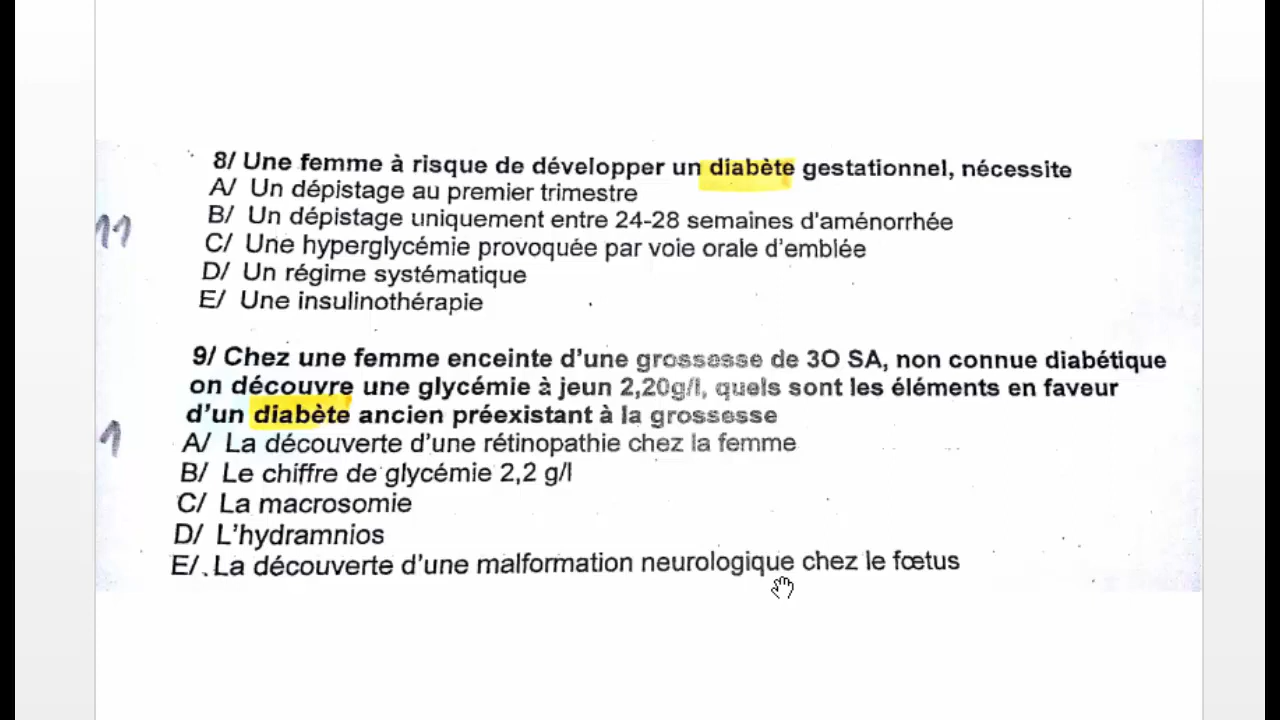 8/ Une femme à risque de développer un diabète gestationnel, nécessite
A/ Un dépistage au premier trimestre
11
B/ Un dépistage uniquement entre 24-28 semaines d'aménorrhée
C/ Une hyperglycémie provoquée par voie orale d'emblée
D/ Un régime systématique
E/ Une insulinothérapie
9/ Chez une femme enceinte d'une grossesse de 3O SA, non connue diabétique
on découvre une glycémie à jeun 2,20g/l, quels sont les éléments en faveur
d'un diabète ancien préexistant à la grossesse
1
A/ La découverte d'une rétinopathie chez la femme
B/ Le chiffre de glycémie 2,2 g/l
C/ La macrosomie
D/ L'hydramnios
E/. La découverte d'une malformation neurologique chez le fœtus